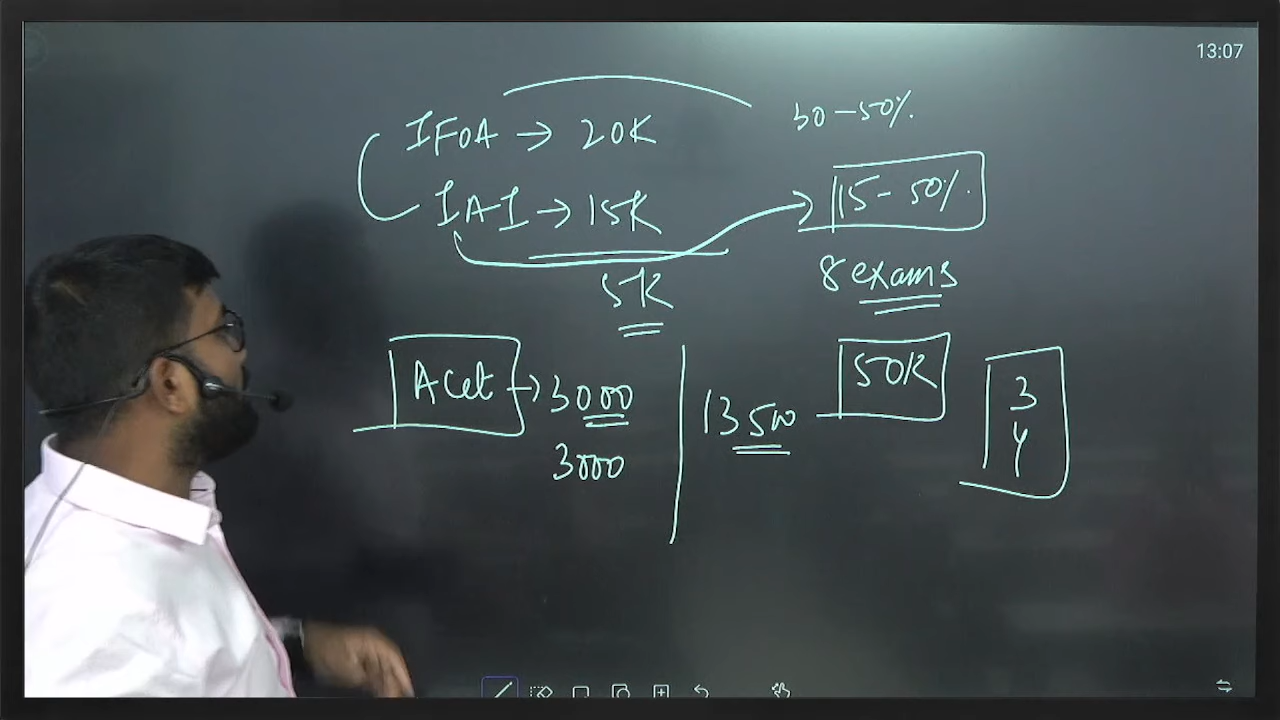 13:07
IFOA → 20K
30-50%
IAI → 15K
15-50%
5K
8 exams
Acet → 3000
13500
50K
3
4
3000